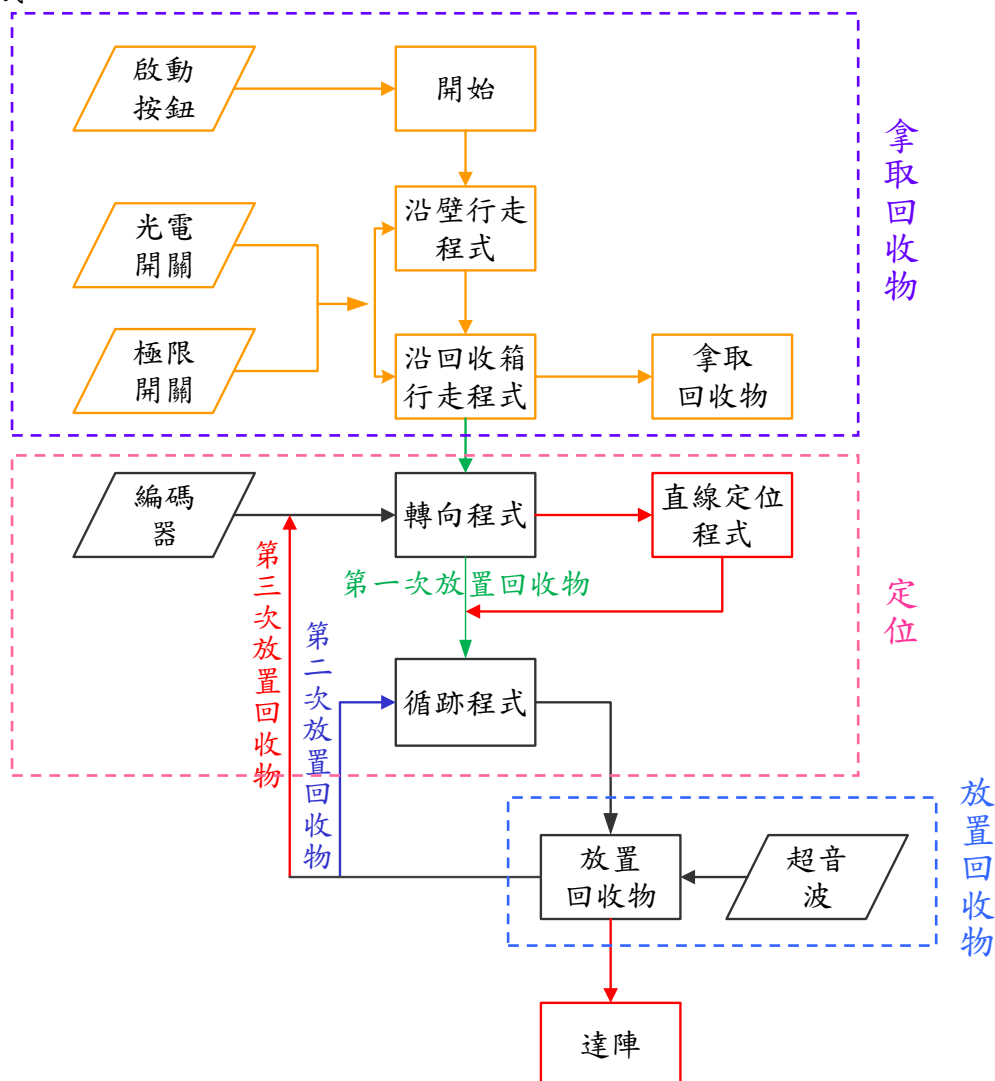 啟動
按鈕
開始
拿取回收物
光電
開關
沿壁行走
程式
極限
開關
沿回收箱
行走程式
拿取
回收物
編碼
器
轉向程式
直線定位
程式
第一次放置回收物
定位
第三次放置回收物
第二次放置回收物
循跡程式
放置
回收物
超音
波
放置回收物
達陣